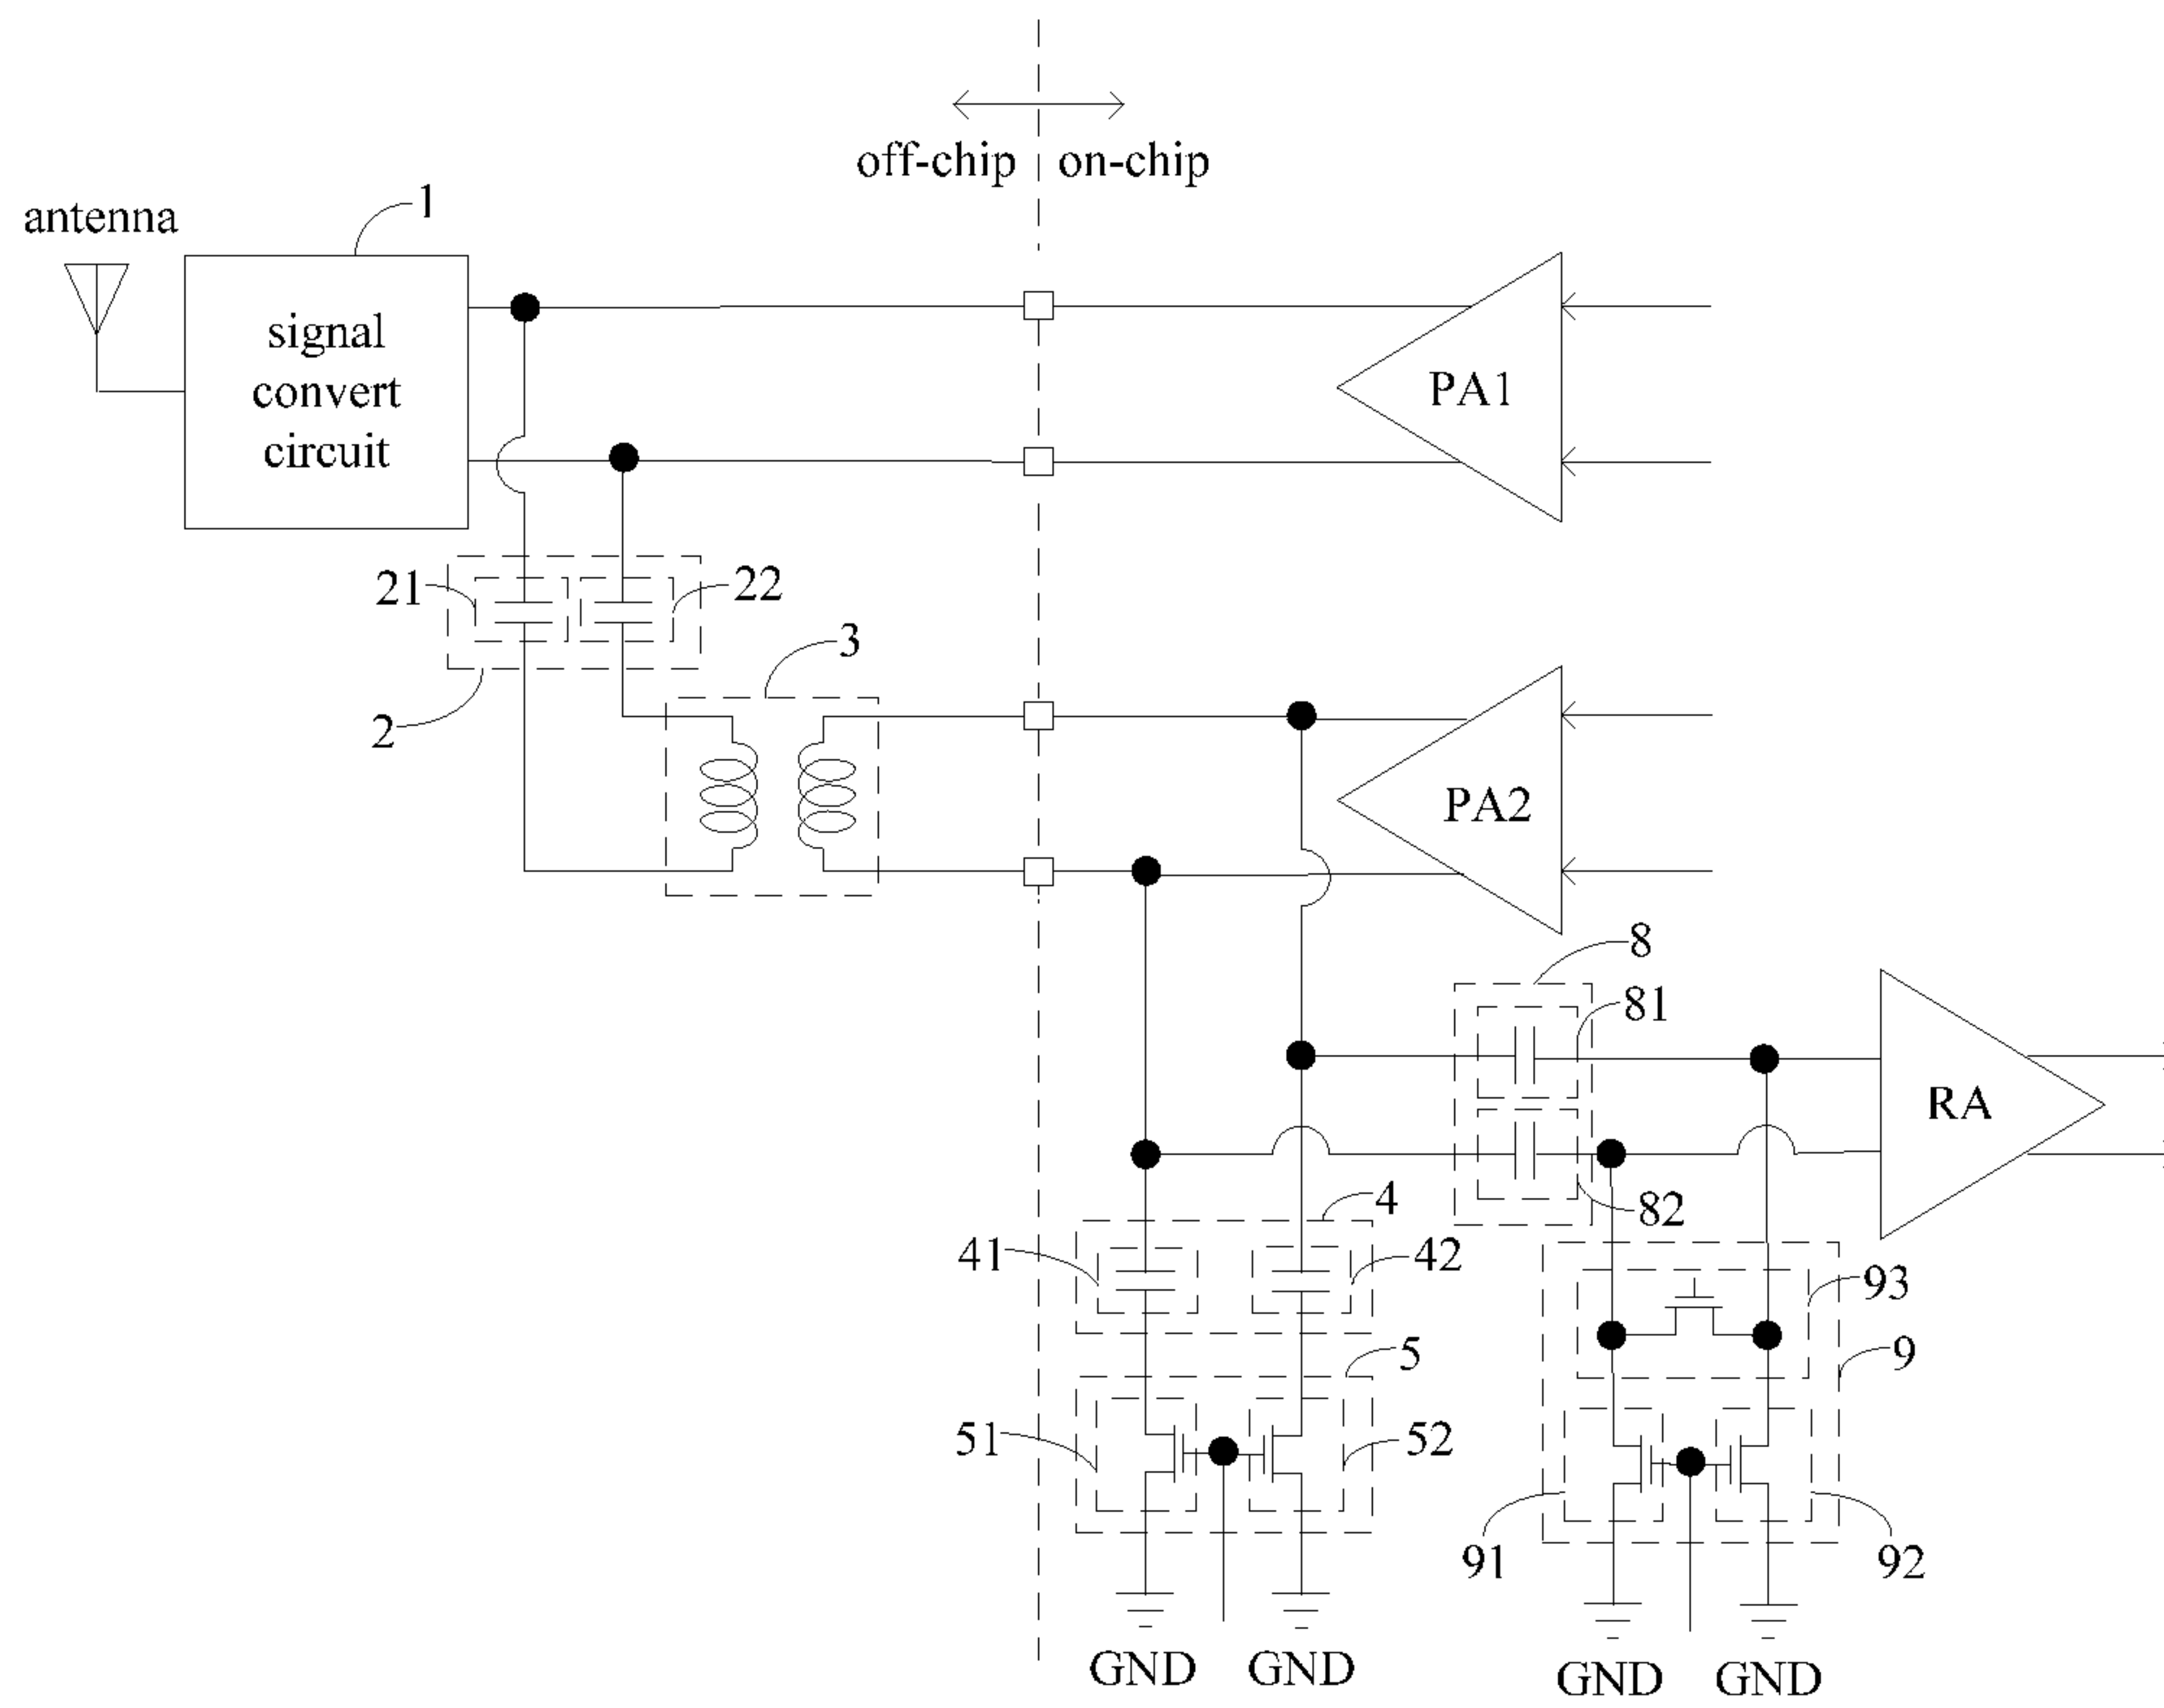 off-chip
on-chip
1
antenna
signal
convert
circuit
PA1
21
22
3
2
PA2
8
81
RA
82
4
41
42
93
5
9
51
52
91
92
GND
GND
GND
GND